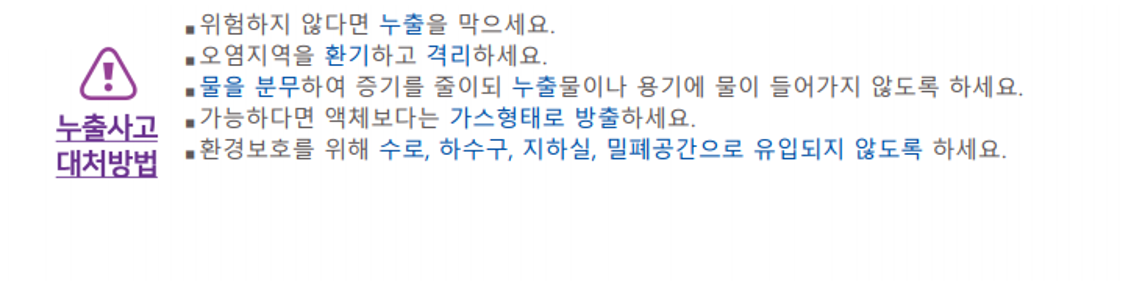 ▪위험하지 않다면 누출을 막으세요.
▪오염지역을 환기하고 격리하세요.
▪물을 분무하여 증기를 줄이되 누출물이나 용기에 물이 들어가지 않도록 하세요.
▪가능하다면 액체보다는 가스형태로 방출하세요.
▪환경보호를 위해 수로, 하수구, 지하실, 밀폐공간으로 유입되지 않도록 하세요.
누출사고
대처방법